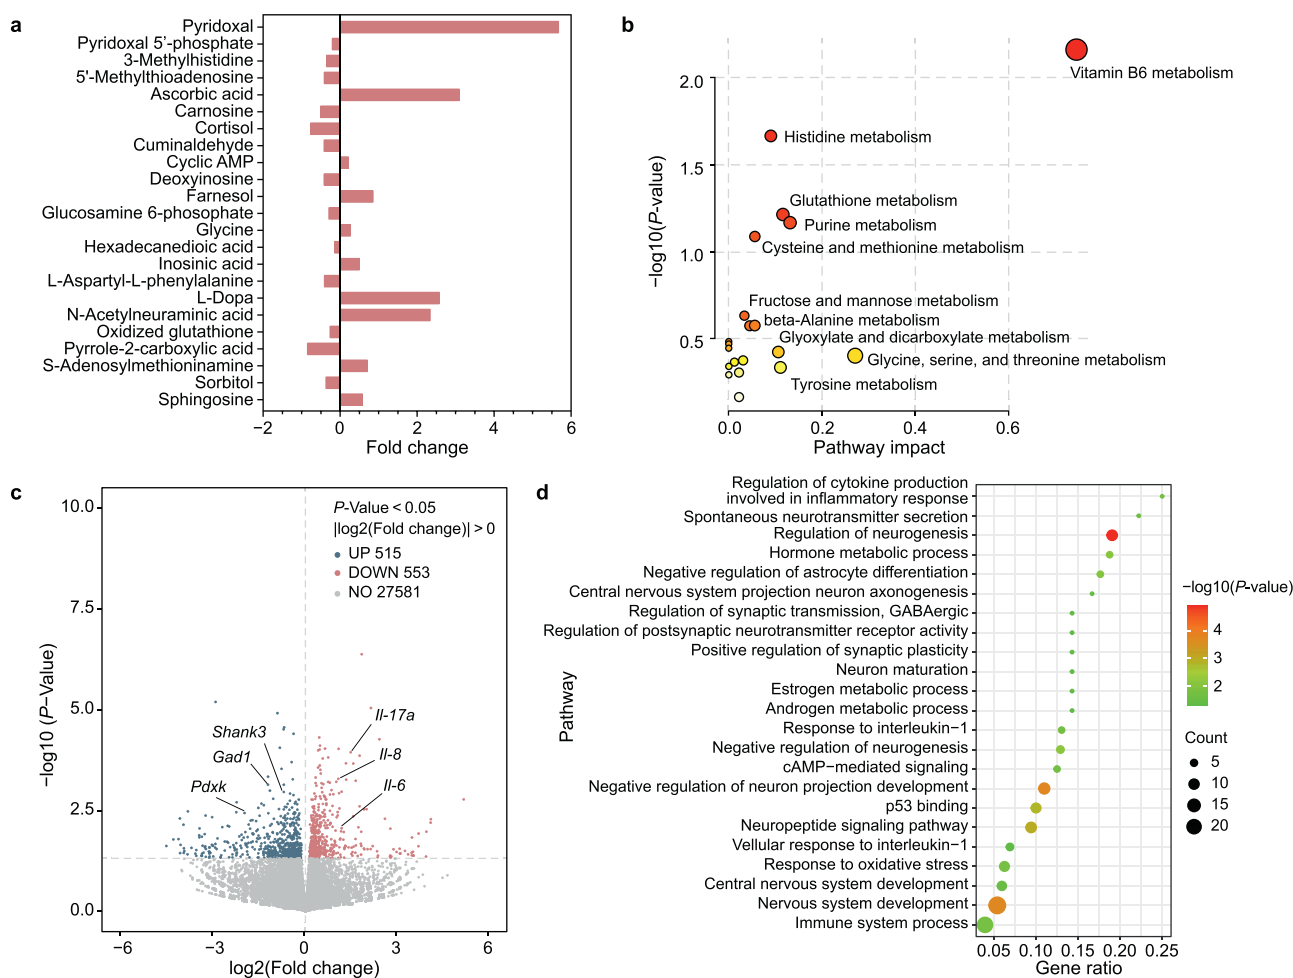 a
Pyridoxal
Pyridoxal 5’-phosphate
3-Methylhistidine
5'-Methylthioadenosine
Ascorbic acid
Carnosine
Cortisol
Cuminaldehyde
Cyclic AMP
Deoxyinosine
Farnesol
Glucosamine 6-phosophate
Glycine
Hexadecanedioic acid
Inosinic acid
L-Aspartyl-L-phenylalanine
L-Dopa
N-Acetylneuraminic acid
Oxidized glutathione
Pyrrole-2-carboxylic acid
S-Adenosylmethioninamine
Sorbitol
Sphingosine
−2 0 2 4 6
Fold change
b
−log10(P-value)
2.0
1.5
1.0
0.5
Vitamin B6 metabolism
Histidine metabolism
Glutathione metabolism
Purine metabolism
Cysteine and methionine metabolism
Fructose and mannose metabolism
beta-Alanine metabolism
Glyoxylate and dicarboxylate metabolism
Glycine, serine, and threonine metabolism
Tyrosine metabolism
0.0 0.2 0.4 0.6
Pathway impact
c
−log10 (P−Value)
10.0
7.5
5.0
2.5
0.0
P-Value < 0.05
|log2(Fold change)| > 0
UP 515
DOWN 553
NO 27581
Il-17a
Shank3
Gad1
Il-8
Pdxk
Il-6
−6 −3 0 3 6
log2(Fold change)
d
Pathway
Regulation of cytokine production
involved in inflammatory response
Spontaneous neurotransmitter secretion
Regulation of neurogenesis
Hormone metabolic process
Negative regulation of astrocyte differentiation
Central nervous system projection neuron axonogenesis
Regulation of synaptic transmission, GABAergic
Regulation of postsynaptic neurotransmitter receptor activity
Positive regulation of synaptic plasticity
Neuron maturation
Estrogen metabolic process
Androgen metabolic process
Response to interleukin−1
Negative regulation of neurogenesis
cAMP−mediated signaling
Negative regulation of neuron projection development
p53 binding
Neuropeptide signaling pathway
Vellular response to interleukin−1
Response to oxidative stress
Central nervous system development
Nervous system development
Immune system process
0.05 0.10 0.15 0.20 0.25
Gene ratio
−log10(P-value)
4
3
2
Count
5
10
15
20